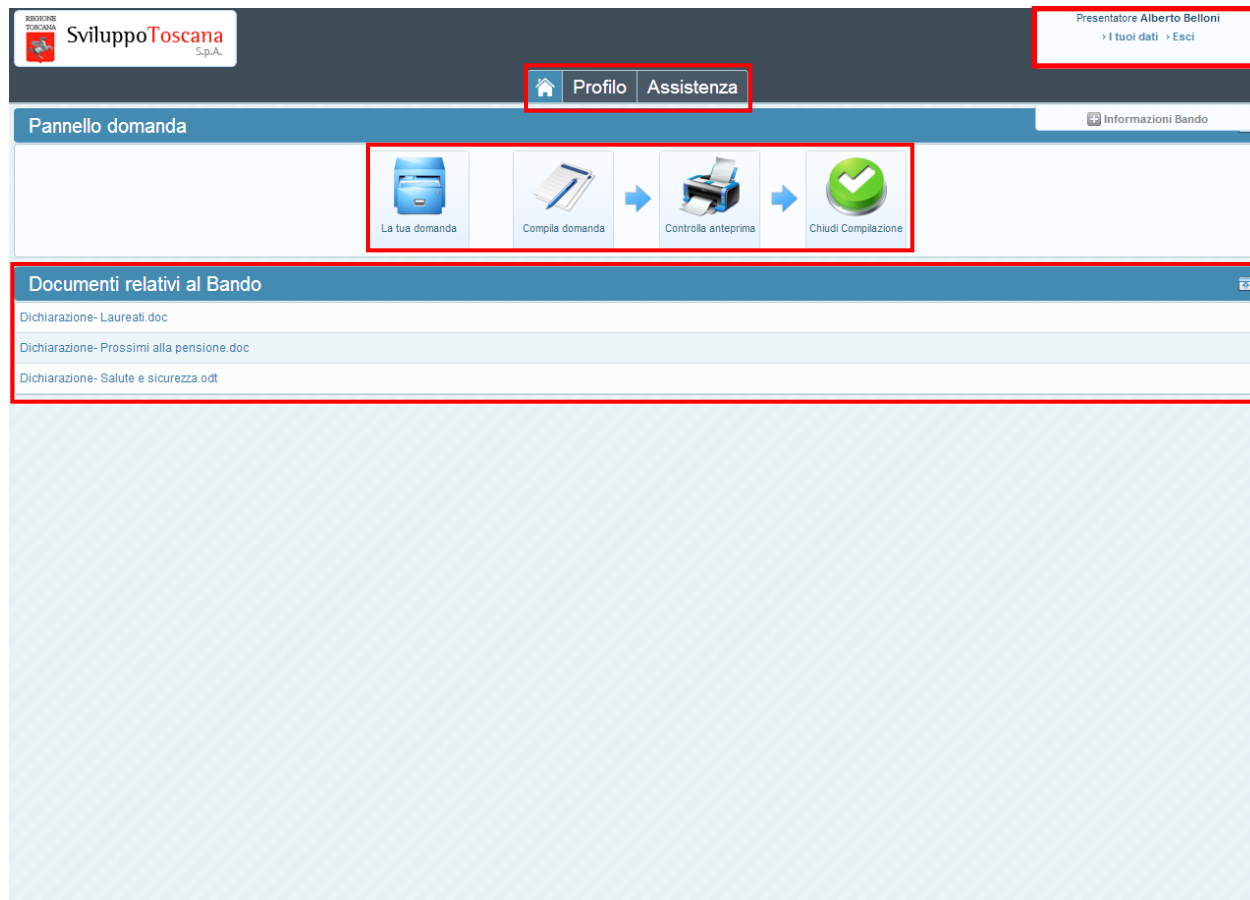 REGIONE
TOSCANA
SviluppoToscana
S.p.A.
Presentatore Alberto Belloni
› I tuoi dati › Esci
Profilo Assistenza
Pannello domanda
Informazioni Bando
La tua domanda Compila domanda Controlla anteprima Chiudi Compilazione
Documenti relativi al Bando
Dichiarazione- Laureati.doc
Dichiarazione- Prossimi alla pensione.doc
Dichiarazione- Salute e sicurezza.odt